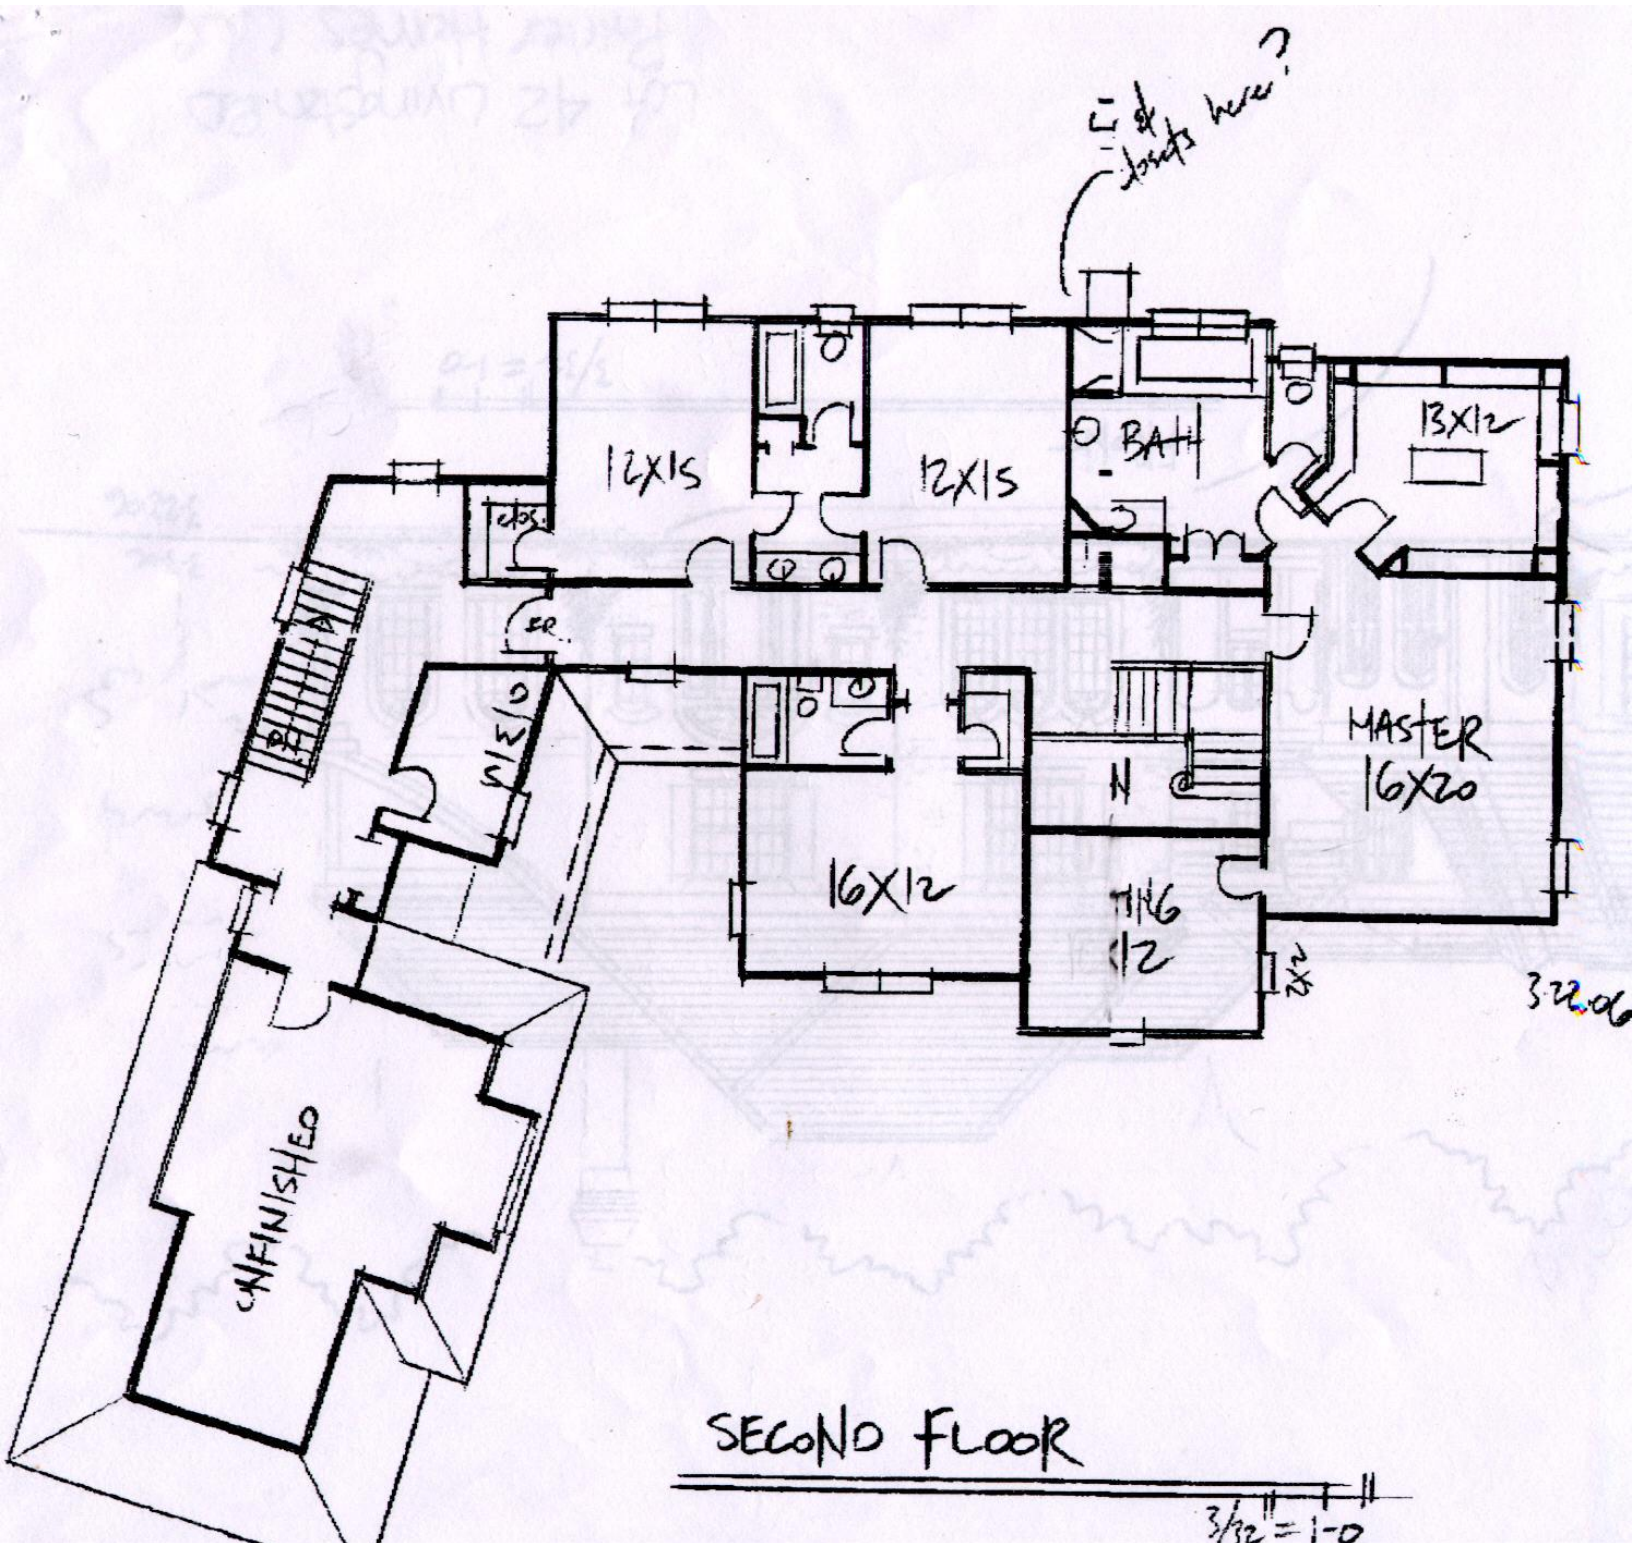 closets here?
12X15
12X15
BATH
13X12
clos.
W/D
MASTER
16X20
16X12
12
2X2
3.22.06
UNFINISHED
SECOND FLOOR
3/32" = 1-0